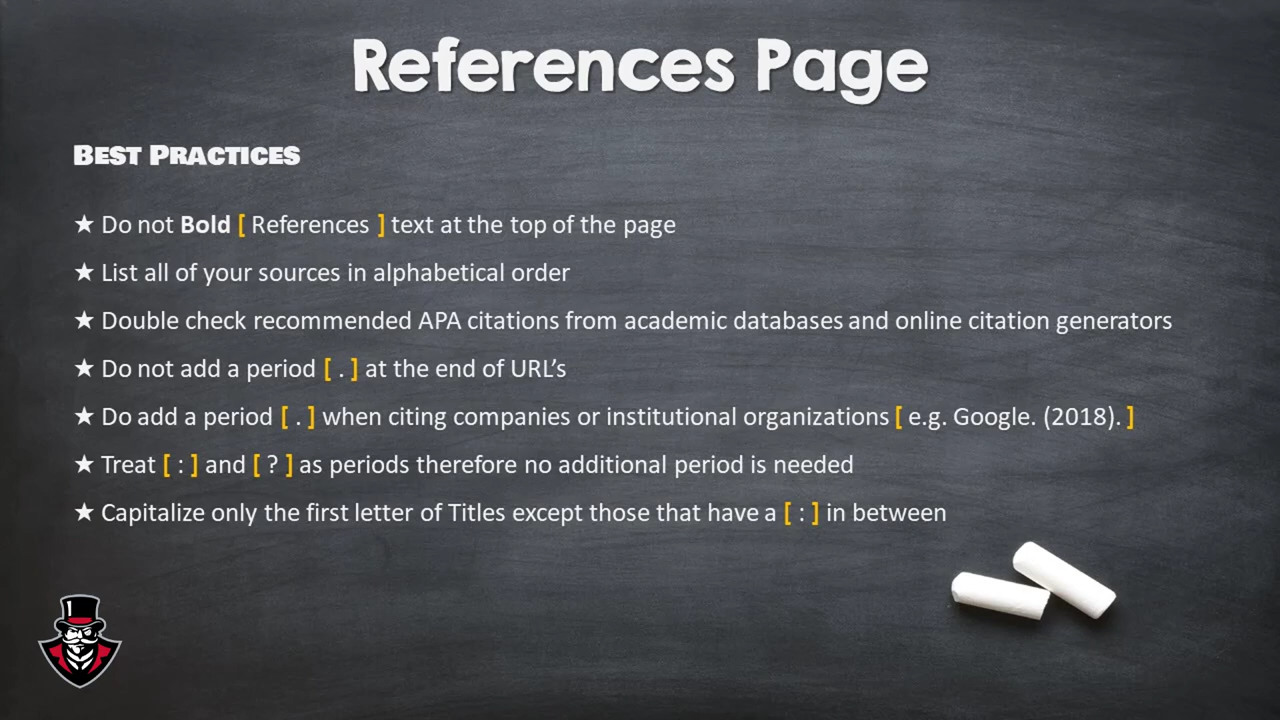 References Page
Best Practices
★ Do not Bold [ References ] text at the top of the page
★ List all of your sources in alphabetical order
★ Double check recommended APA citations from academic databases and online citation generators
★ Do not add a period [ . ] at the end of URL’s
★ Do add a period [ . ] when citing companies or institutional organizations [ e.g. Google. (2018). ]
★ Treat [ : ] and [ ? ] as periods therefore no additional period is needed
★ Capitalize only the first letter of Titles except those that have a [ : ] in between